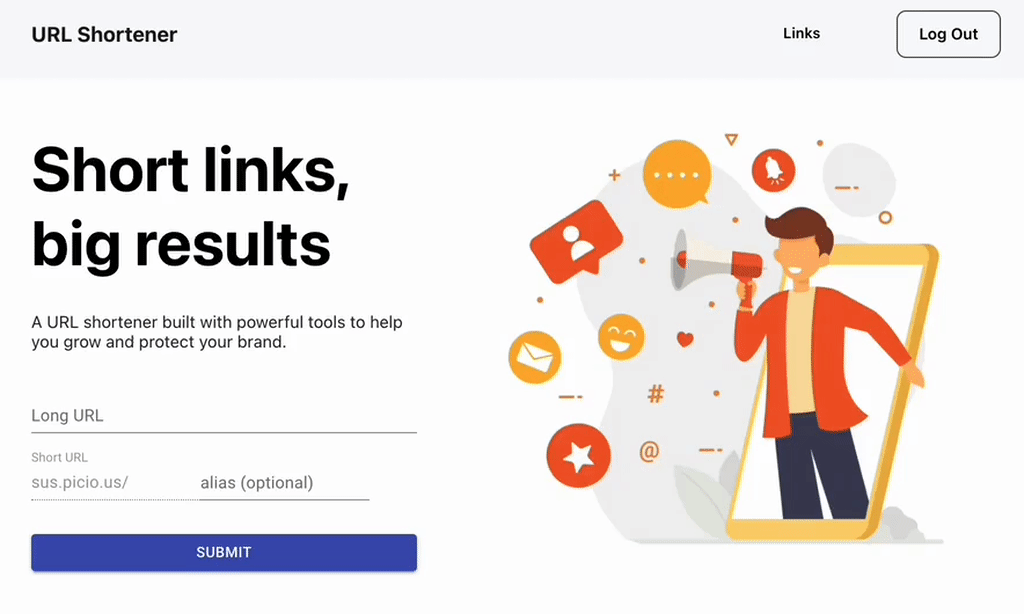 URL Shortener
Links
Log Out
Short links,
big results
A URL shortener built with powerful tools to help
you grow and protect your brand.
Long URL
Short URL
sus.picio.us/ alias (optional)
SUBMIT
#
@